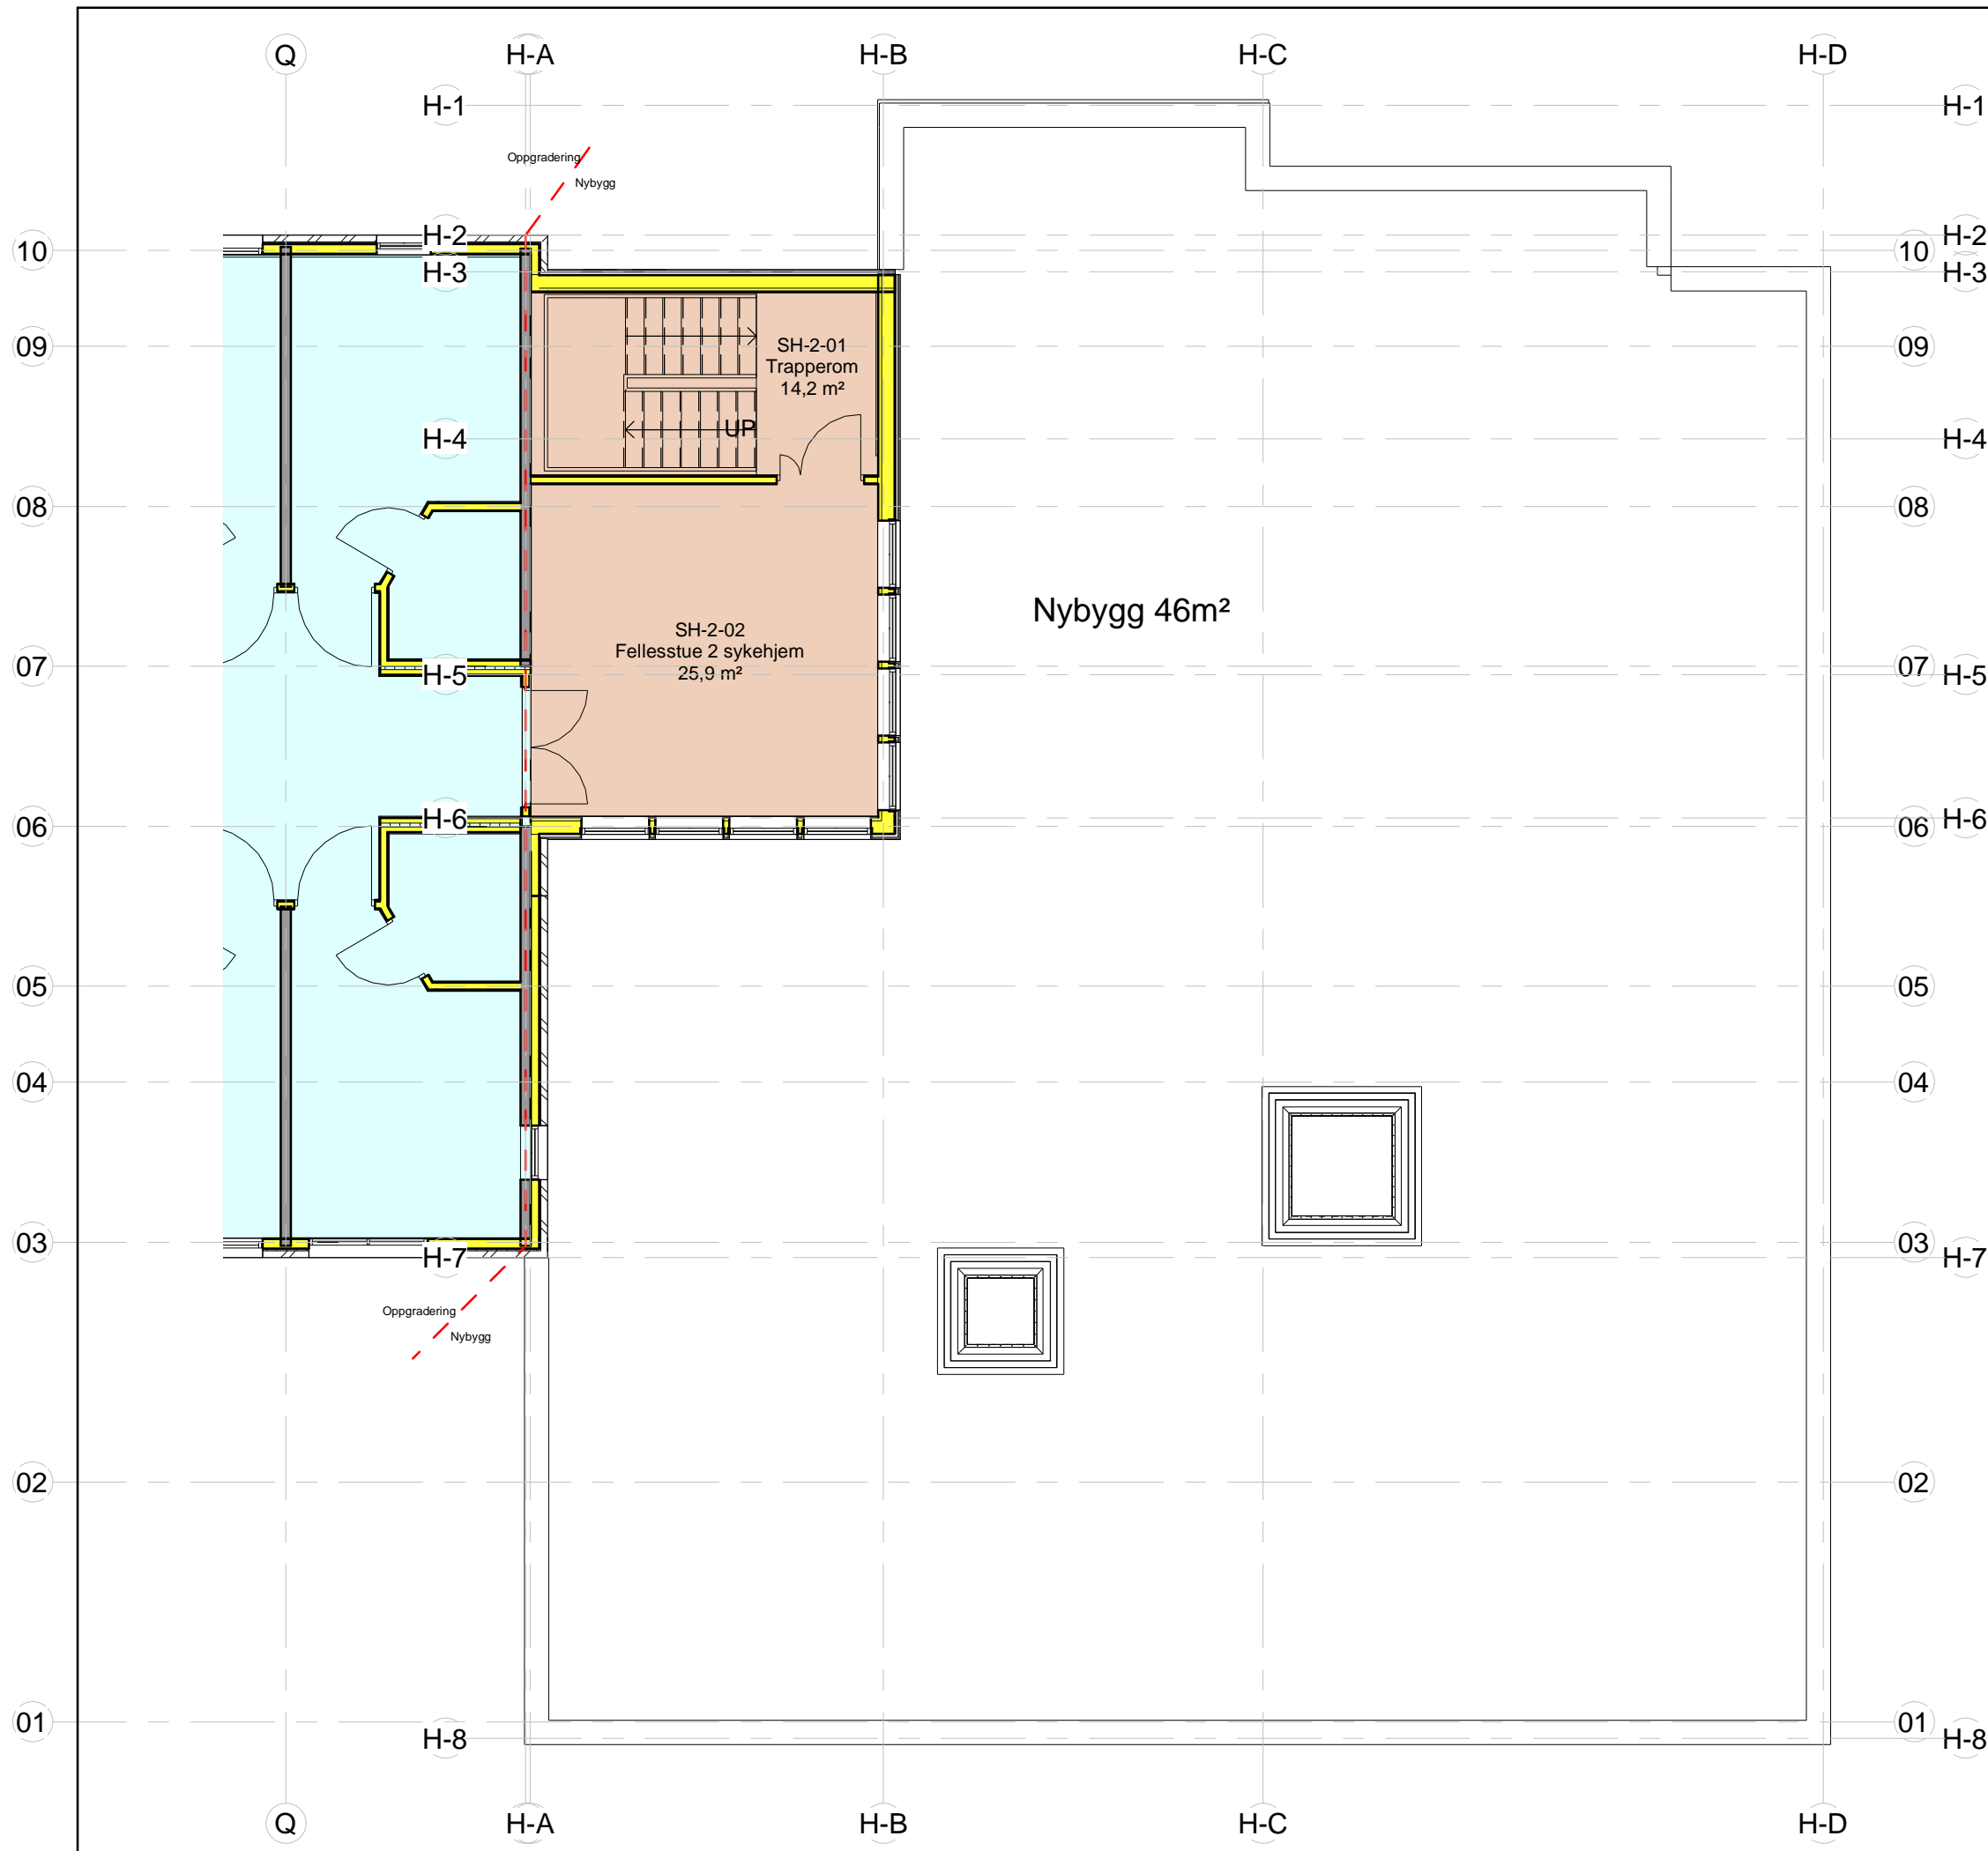 Q H-A H-B H-C H-D
H-1 H-1
Oppgradering
Nybygg
H-2 H-2
10 10
H-3 H-3
09 09
SH-2-01
Trapperom
14,2 m²
UP
H-4 H-4
08 08
Nybygg 46m²
SH-2-02
Fellesstue 2 sykehjem
25,9 m²
07 07
H-5 H-5
H-6 H-6
06 06
05 05
04 04
03 03
H-7 H-7
Oppgradering
Nybygg
02 02
01 01
H-8 H-8
Q H-A H-B H-C H-D